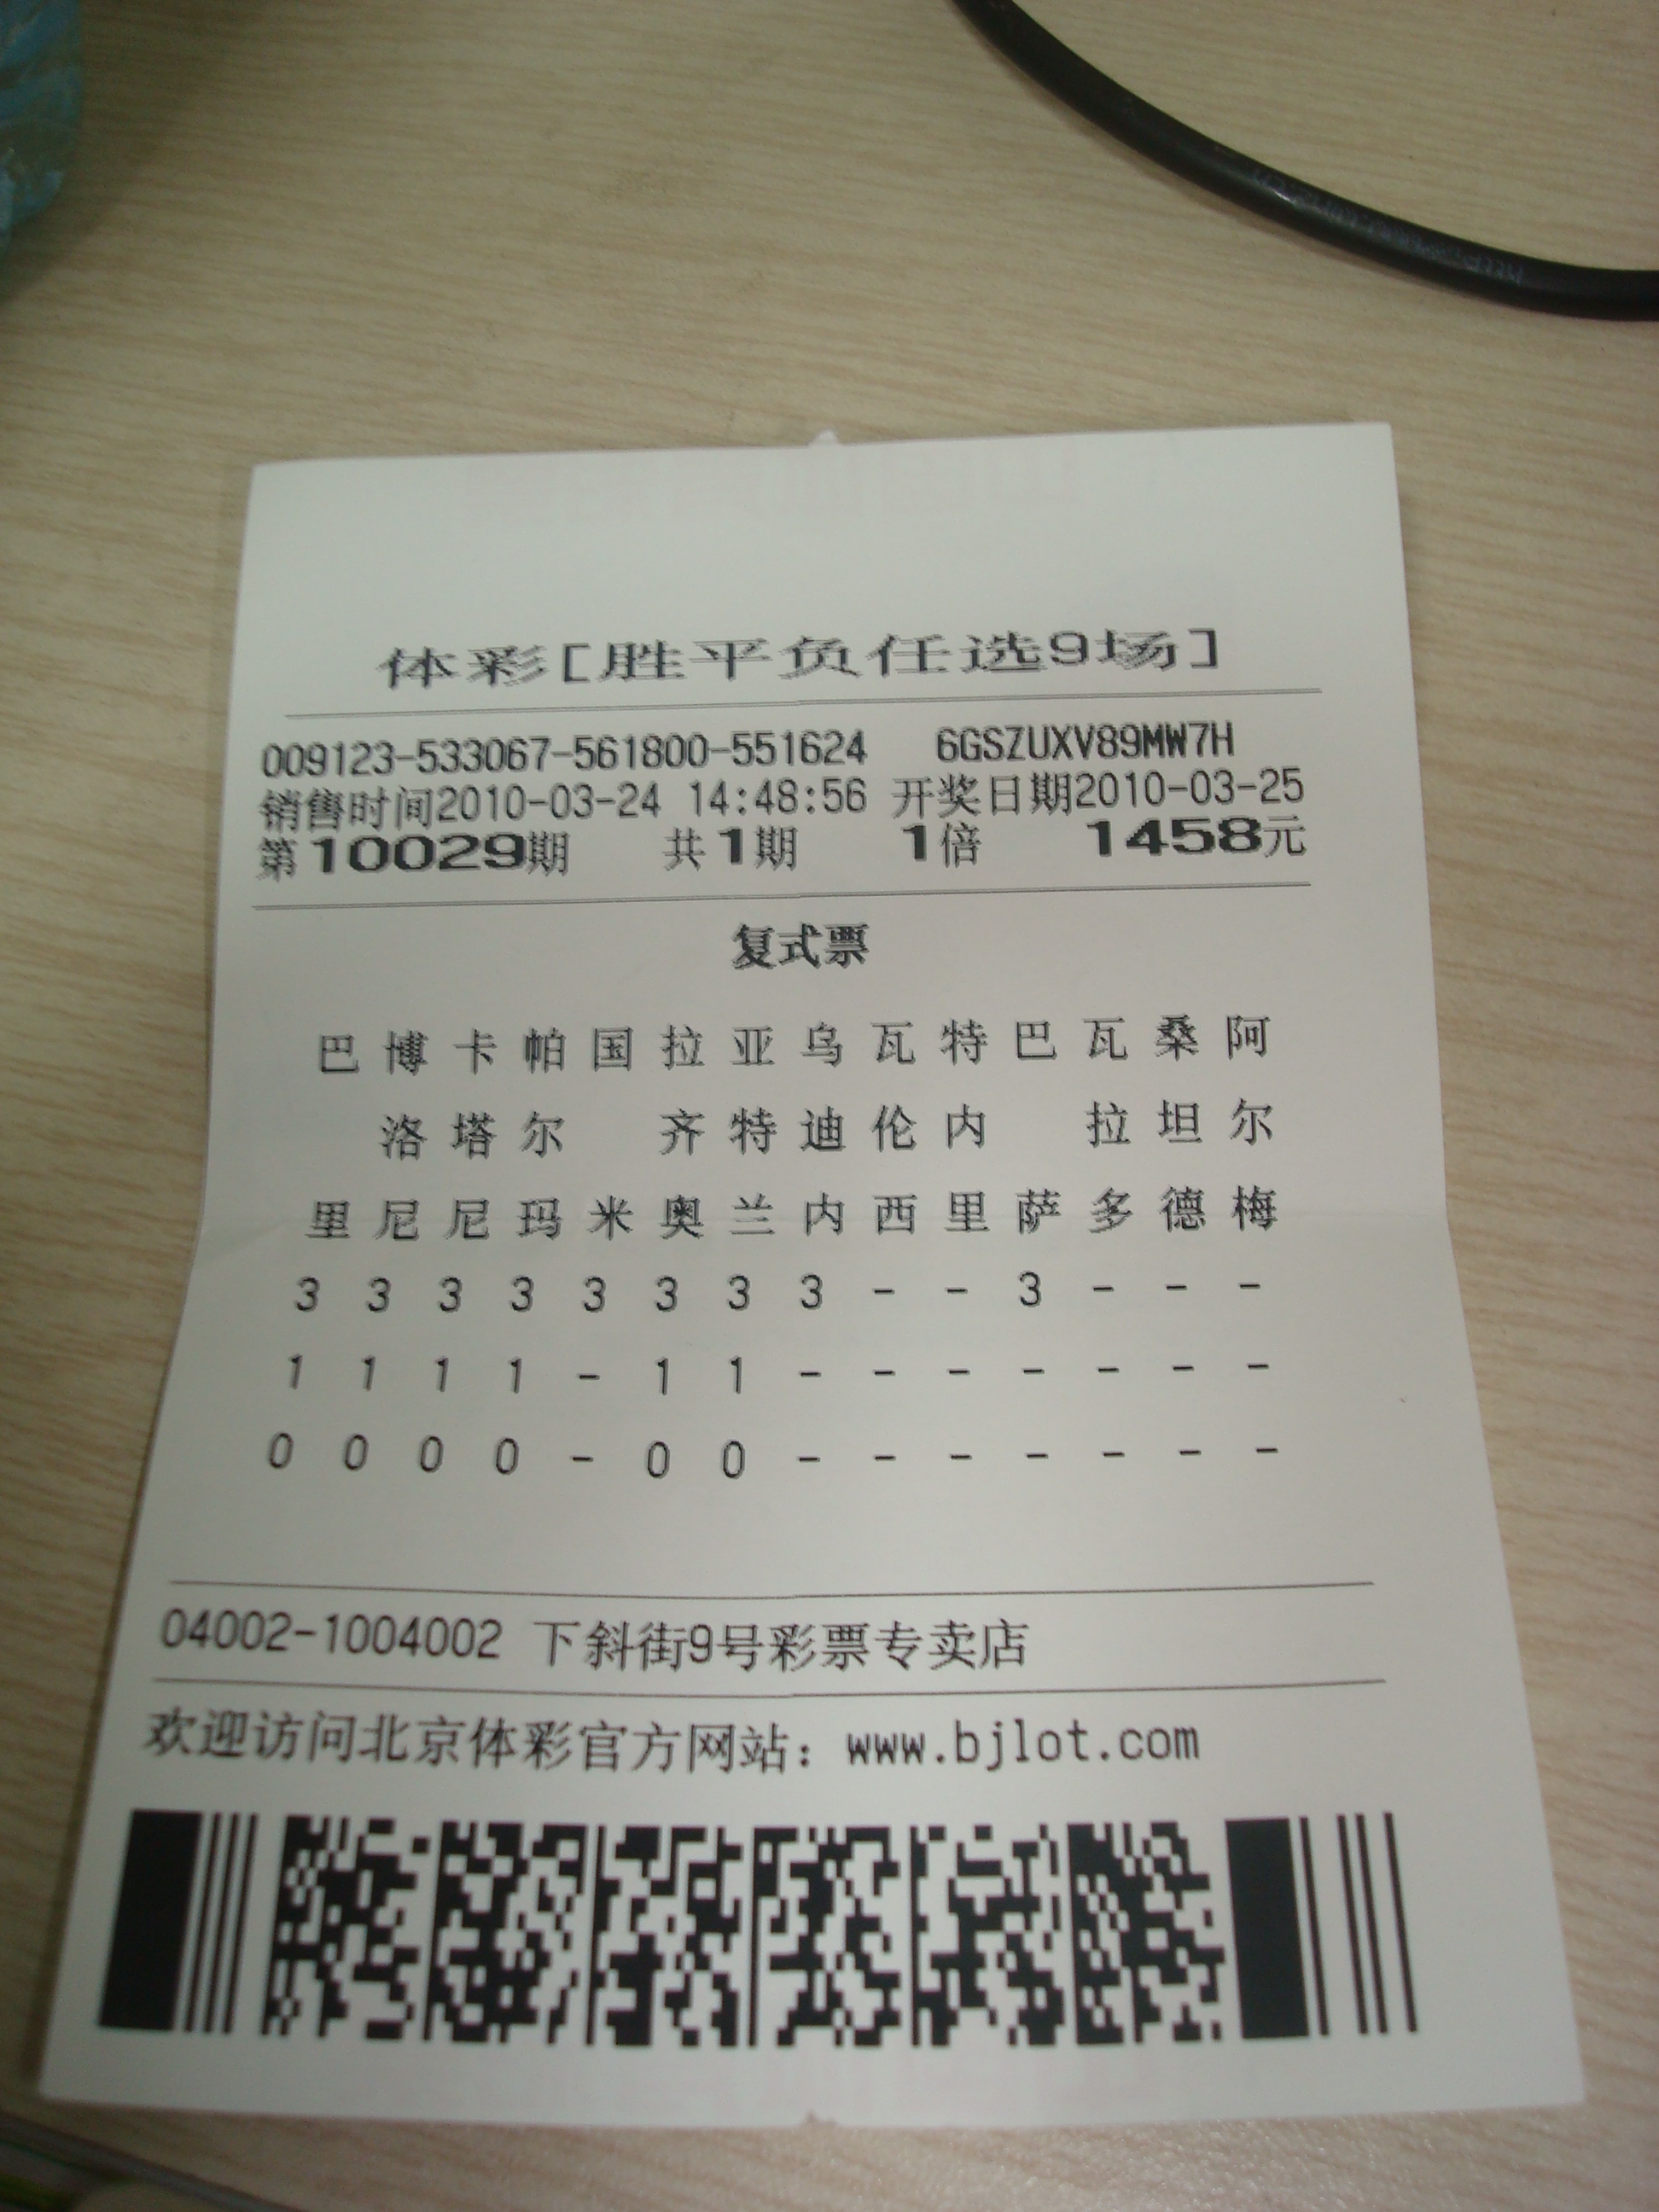 体彩[胜平负任选9场]
009123-533067-561800-551624 6GSZUXV89MW7H
销售时间2010-03-24 14:48:56 开奖日期2010-03-25
第10029期 共1期 1倍 1458元
复式票
巴 博 卡 帕 国 拉 亚 乌 瓦 特 巴 瓦 桑 阿
洛 塔 尔 齐 特 迪 伦 内 拉 坦 尔
里 尼 尼 玛 米 奥 兰 内 西 里 萨 多 德 梅
3 3 3 3 3 3 3 3 - - 3 - - -
1 1 1 1 - 1 1 - - - - - - -
0 0 0 0 - 0 0 - - - - - - -
04002-1004002 下斜街9号彩票专卖店
欢迎访问北京体彩官方网站：www.bjlot.com